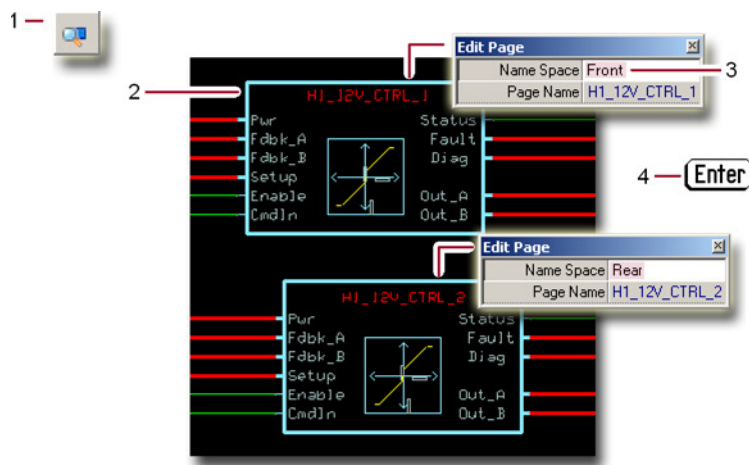 1
Edit Page
Name Space Front
3
Page Name H1_12V_CTRL_1
2
H1_12V_CTRL_1
Pwr Status
Fdbk_A Fault
Fdbk_B Diag
Setup
Enable Out_A
CmdIn Out_B
4
Enter
Edit Page
Name Space Rear
Page Name H1_12V_CTRL_2
H1_12V_CTRL_2
Pwr Status
Fdbk_A Fault
Fdbk_B Diag
Setup
Enable Out_A
CmdIn Out_B